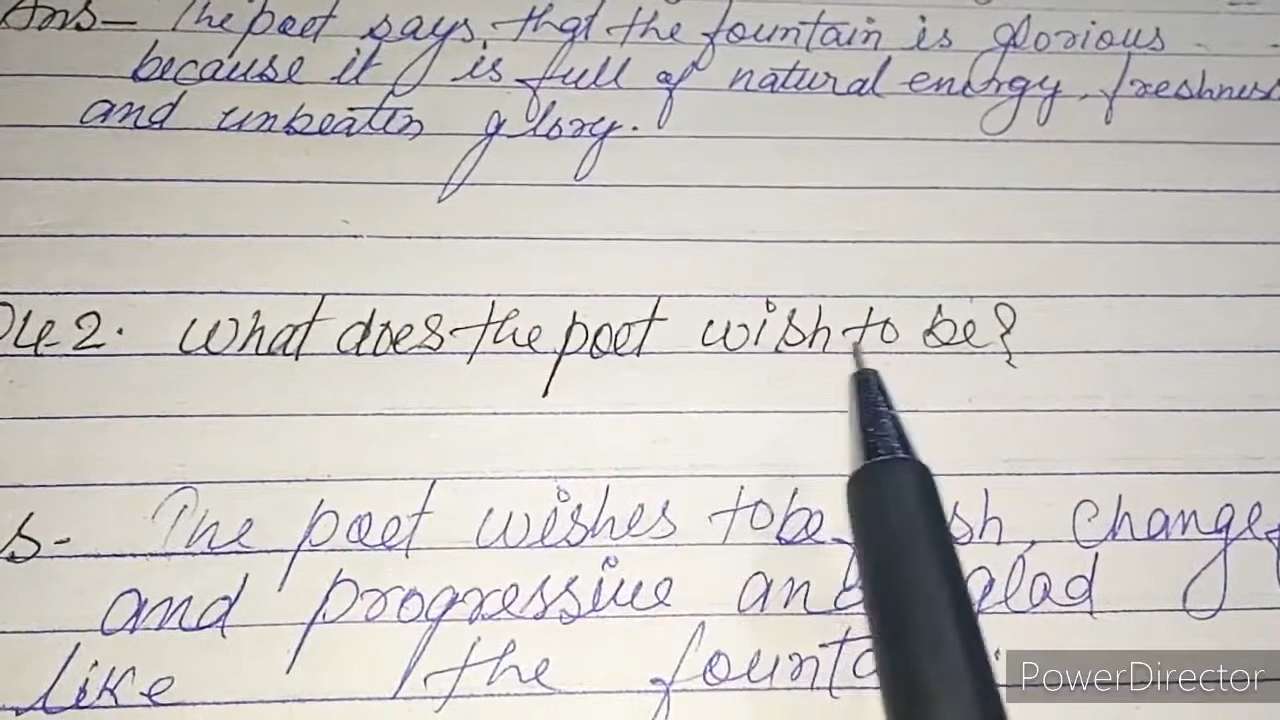 Ans- The poet says, that the fountain is glorious
because it is full of natural energy, freshness
and unbeaten glory.
Q4 2. What does the poet wish to be?
s- The poet wishes to be change
and progressive and glad
like the
PowerDirector